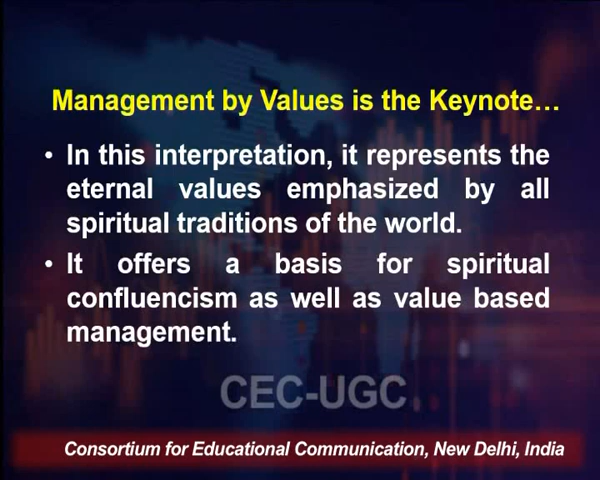 Management by Values is the Keynote…
• In this interpretation, it represents the
eternal values emphasized by all
spiritual traditions of the world.
• It offers a basis for spiritual
confluencism as well as value based
management.
CEC-UGC
Consortium for Educational Communication, New Delhi, India